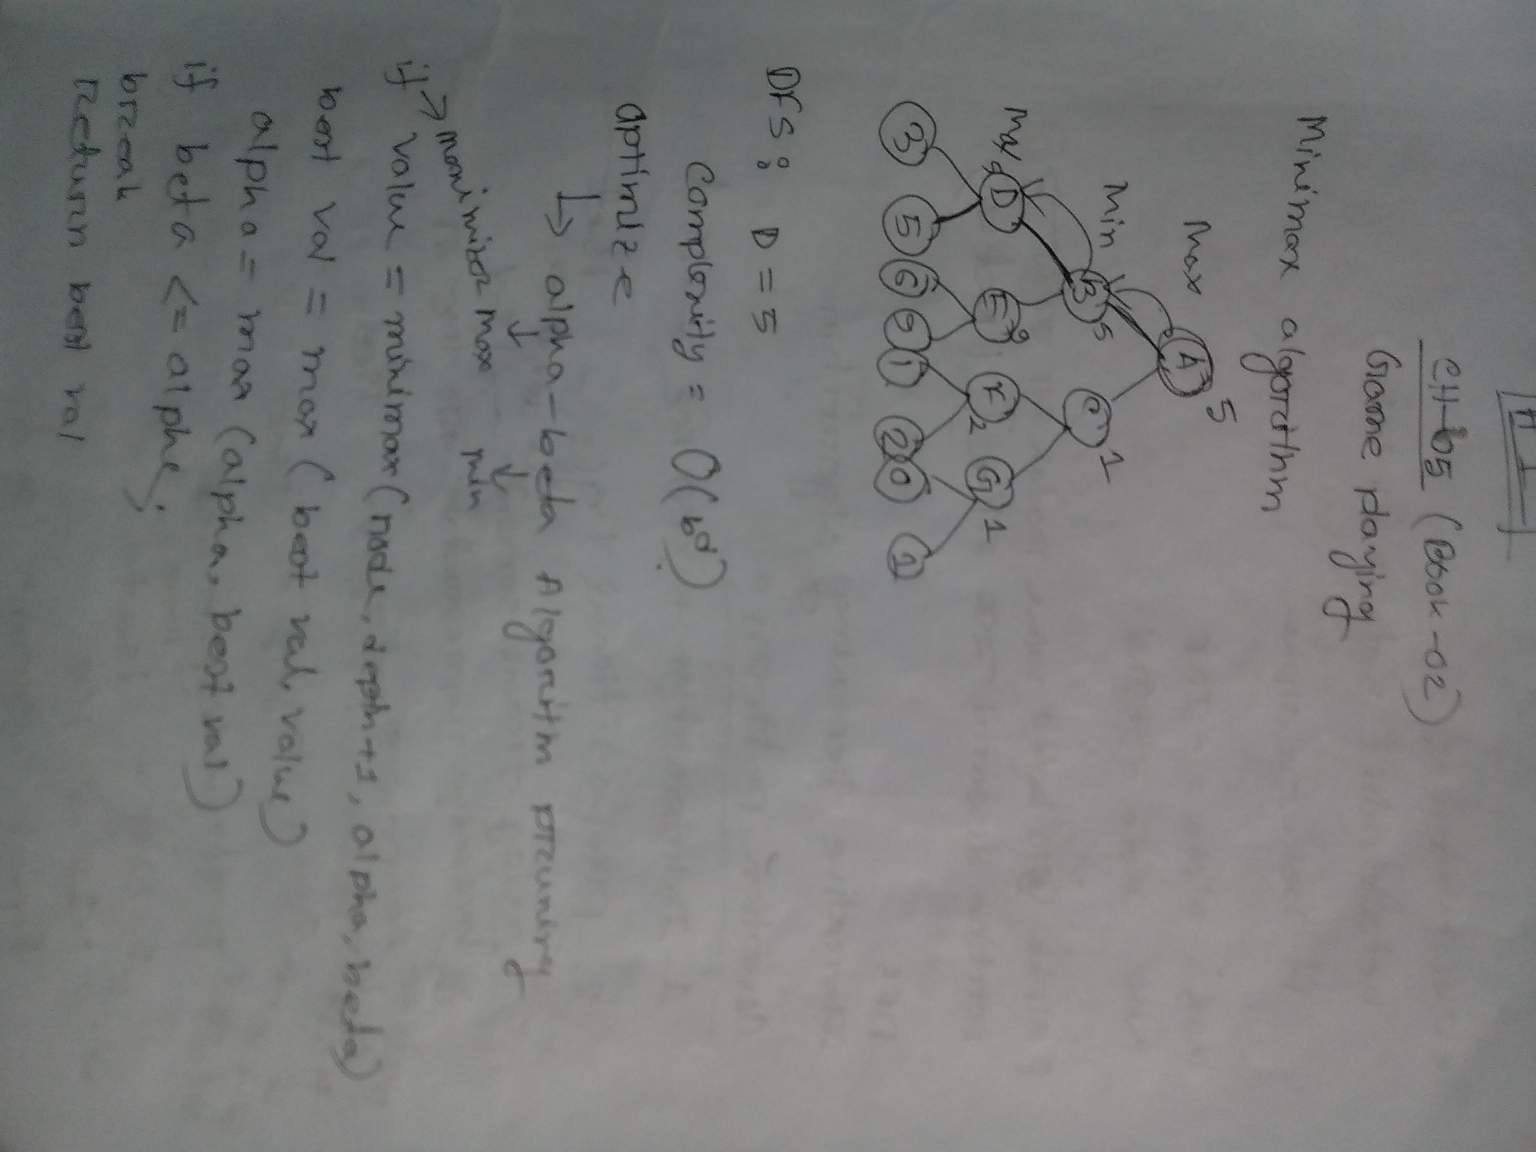 AI
CH-05 (Book-02)
Game playing
Minimax algorithm
Max
A 5
Min
B 5
C 1
Max
D 5
E 9
F 2
G 1
3 5 6 9 1 2 0 1
DFS: D = 5
Complexity = O(b^d)
optimize
↳ alpha-beta Algorithm pruning
max min
if → maximizer
value = minimax(node, depth+1, alpha, beta)
best val = max (best val, value)
alpha = max (alpha, best val)
if beta <= alpha;
break
return best val